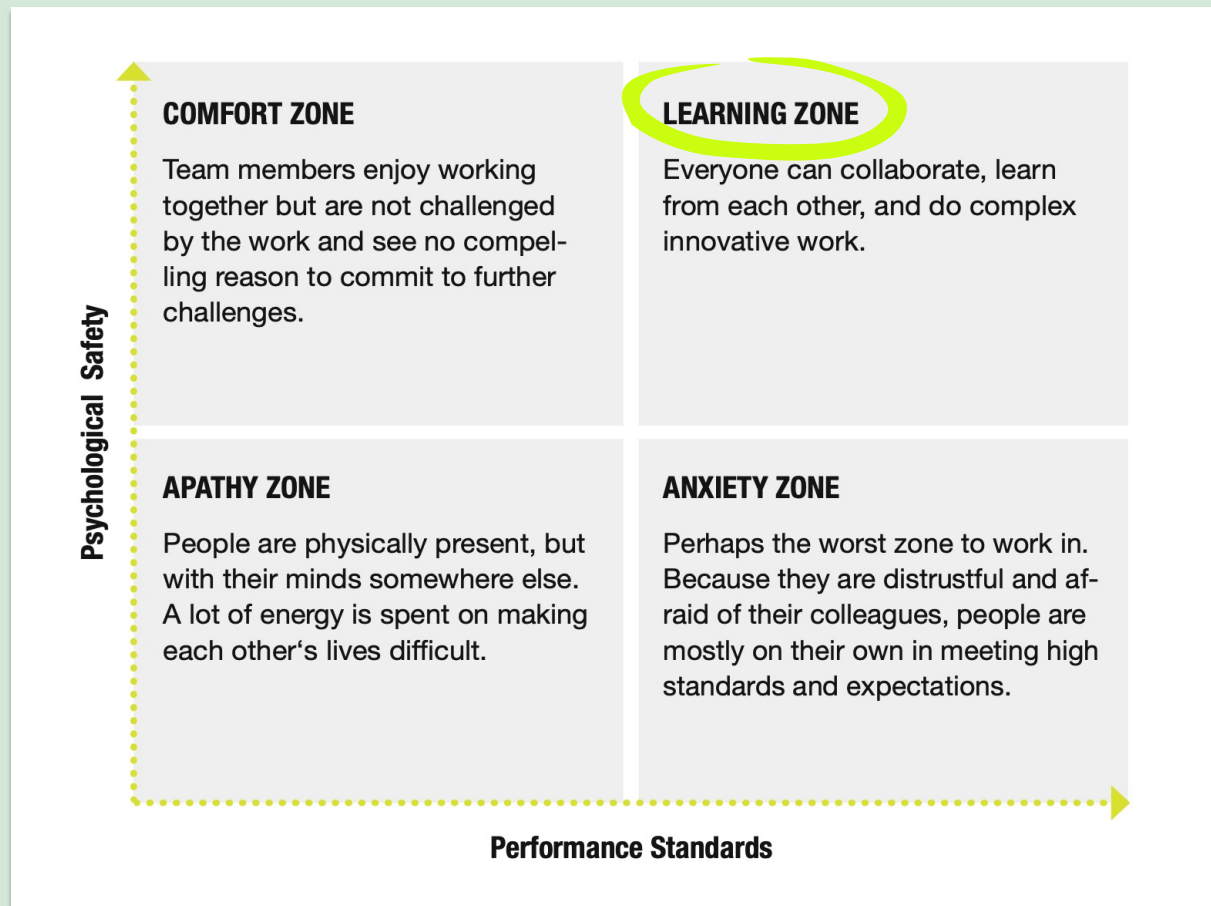 COMFORT ZONE
Team members enjoy working
together but are not challenged
by the work and see no compel-
ling reason to commit to further
challenges.
LEARNING ZONE
Everyone can collaborate, learn
from each other, and do complex
innovative work.
Psychological Safety
APATHY ZONE
People are physically present, but
with their minds somewhere else.
A lot of energy is spent on making
each other‘s lives difficult.
ANXIETY ZONE
Perhaps the worst zone to work in.
Because they are distrustful and af-
raid of their colleagues, people are
mostly on their own in meeting high
standards and expectations.
Performance Standards